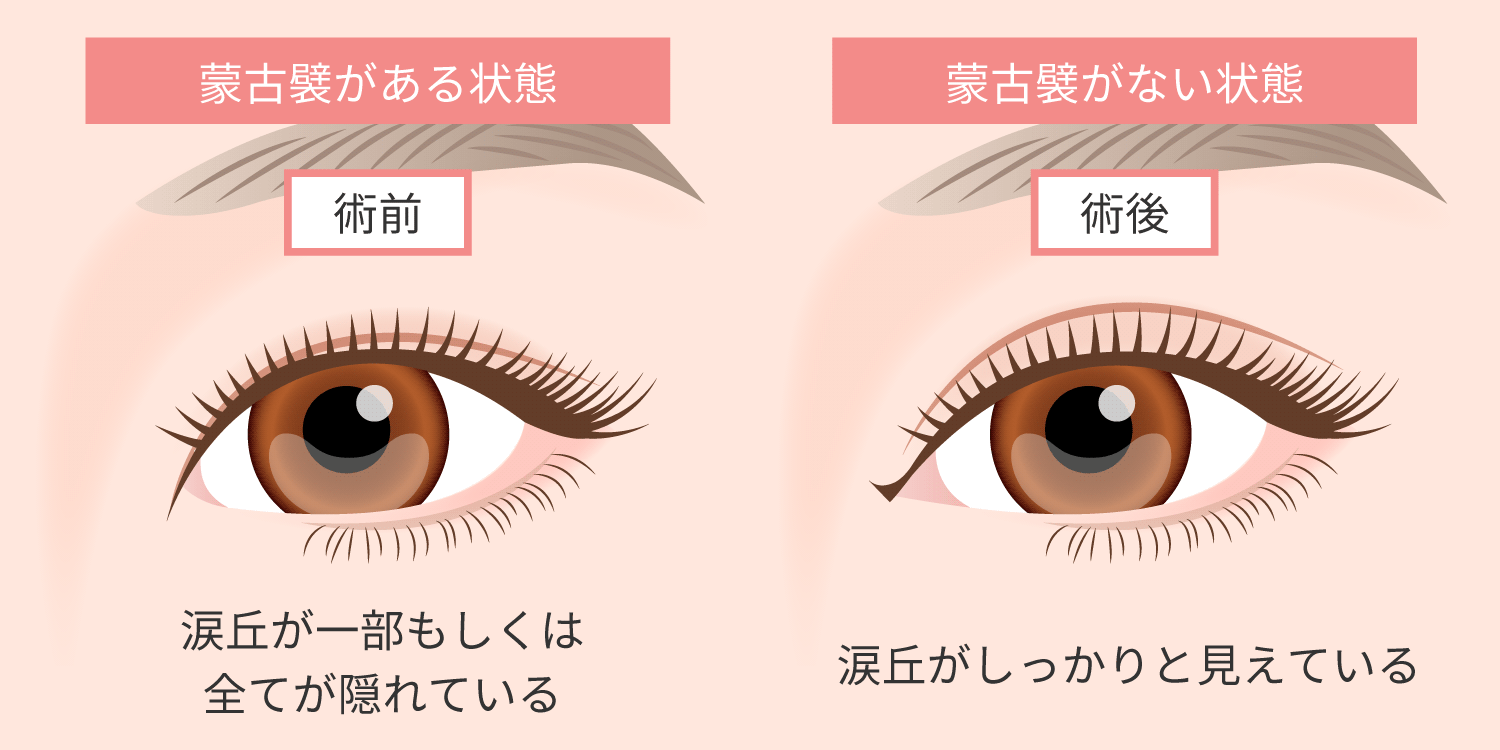 蒙古襞がある状態
術前
涙丘が一部もしくは
全てが隠れている
蒙古襞がない状態
術後
涙丘がしっかりと見えている